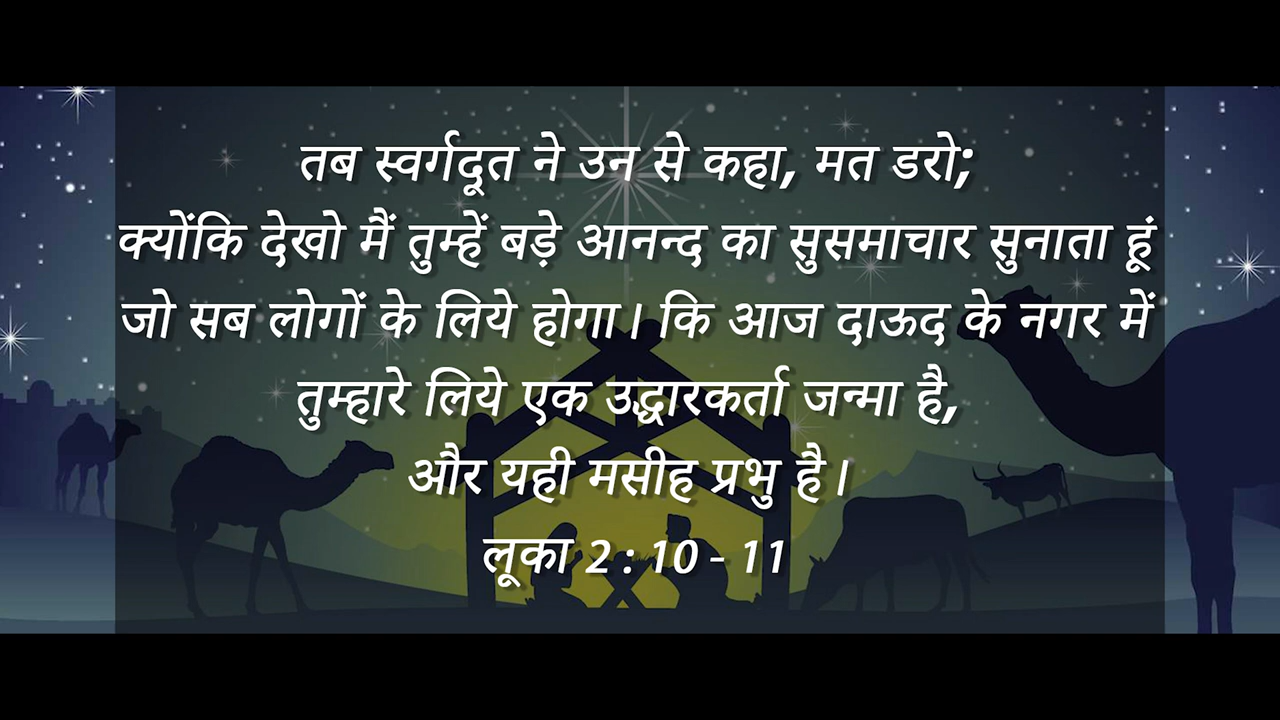 तब स्वर्गदूत ने उन से कहा, मत डरो;
क्योंकि देखो मैं तुम्हें बड़े आनन्द का सुसमाचार सुनाता हूं
जो सब लोगों के लिये होगा। कि आज दाऊद के नगर में
तुम्हारे लिये एक उद्धारकर्ता जन्मा है,
और यही मसीह प्रभु है।
लूका 2 : 10 - 11